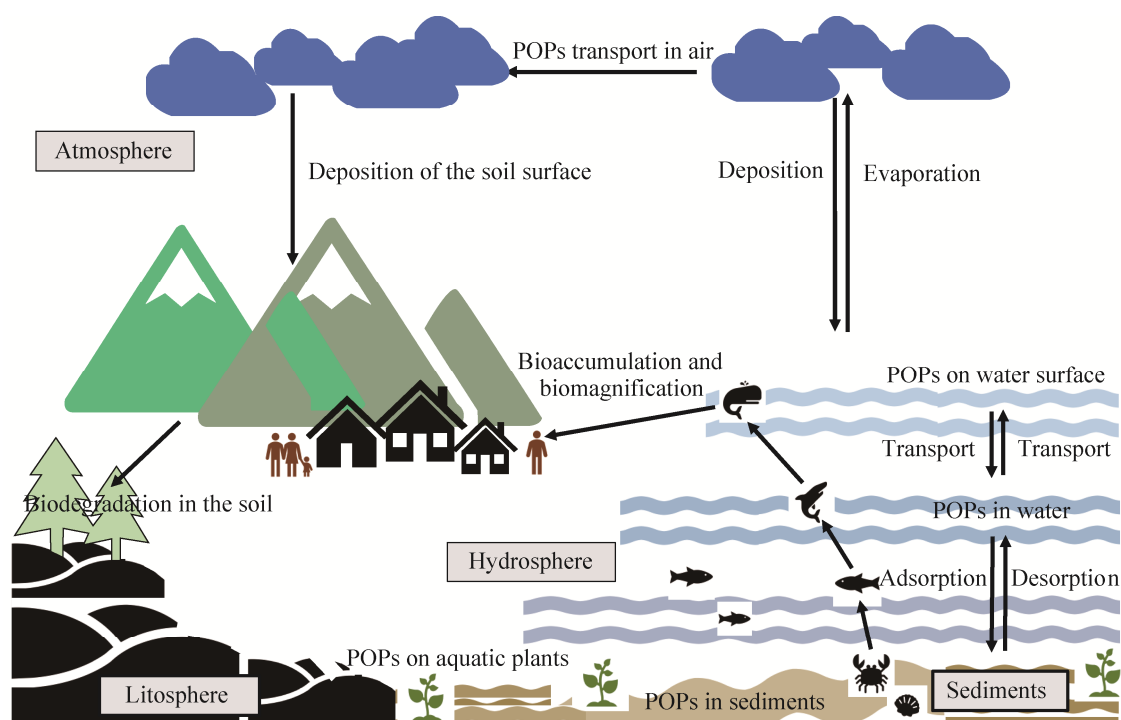 POPs transport in air
Atmosphere
Deposition of the soil surface
Deposition
Evaporation
Bioaccumulation and
biomagnification
POPs on water surface
Transport
Transport
Biodegradation in the soil
POPs in water
Hydrosphere
Adsorption
Desorption
POPs on aquatic plants
Litosphere
POPs in sediments
Sediments